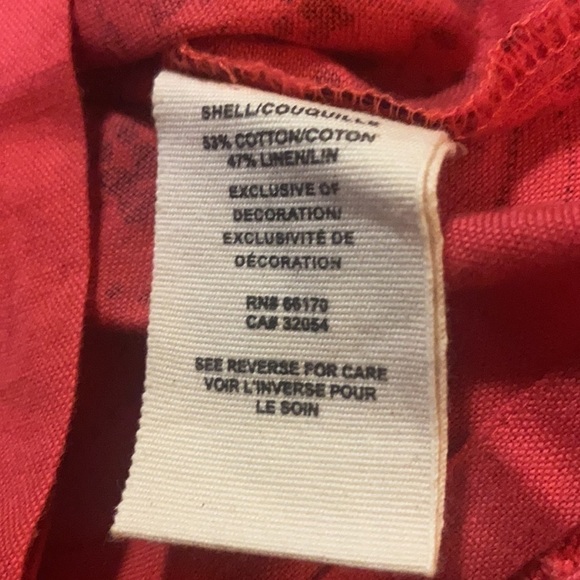 SHELL/COUQUILLE
53% COTTON/COTON
47% LINEN/LIN
EXCLUSIVE OF
DECORATION/
EXCLUSIVITÉ DE
DÉCORATION
RN# 66170
CA# 32054
SEE REVERSE FOR CARE
VOIR L'INVERSE POUR
LE SOIN